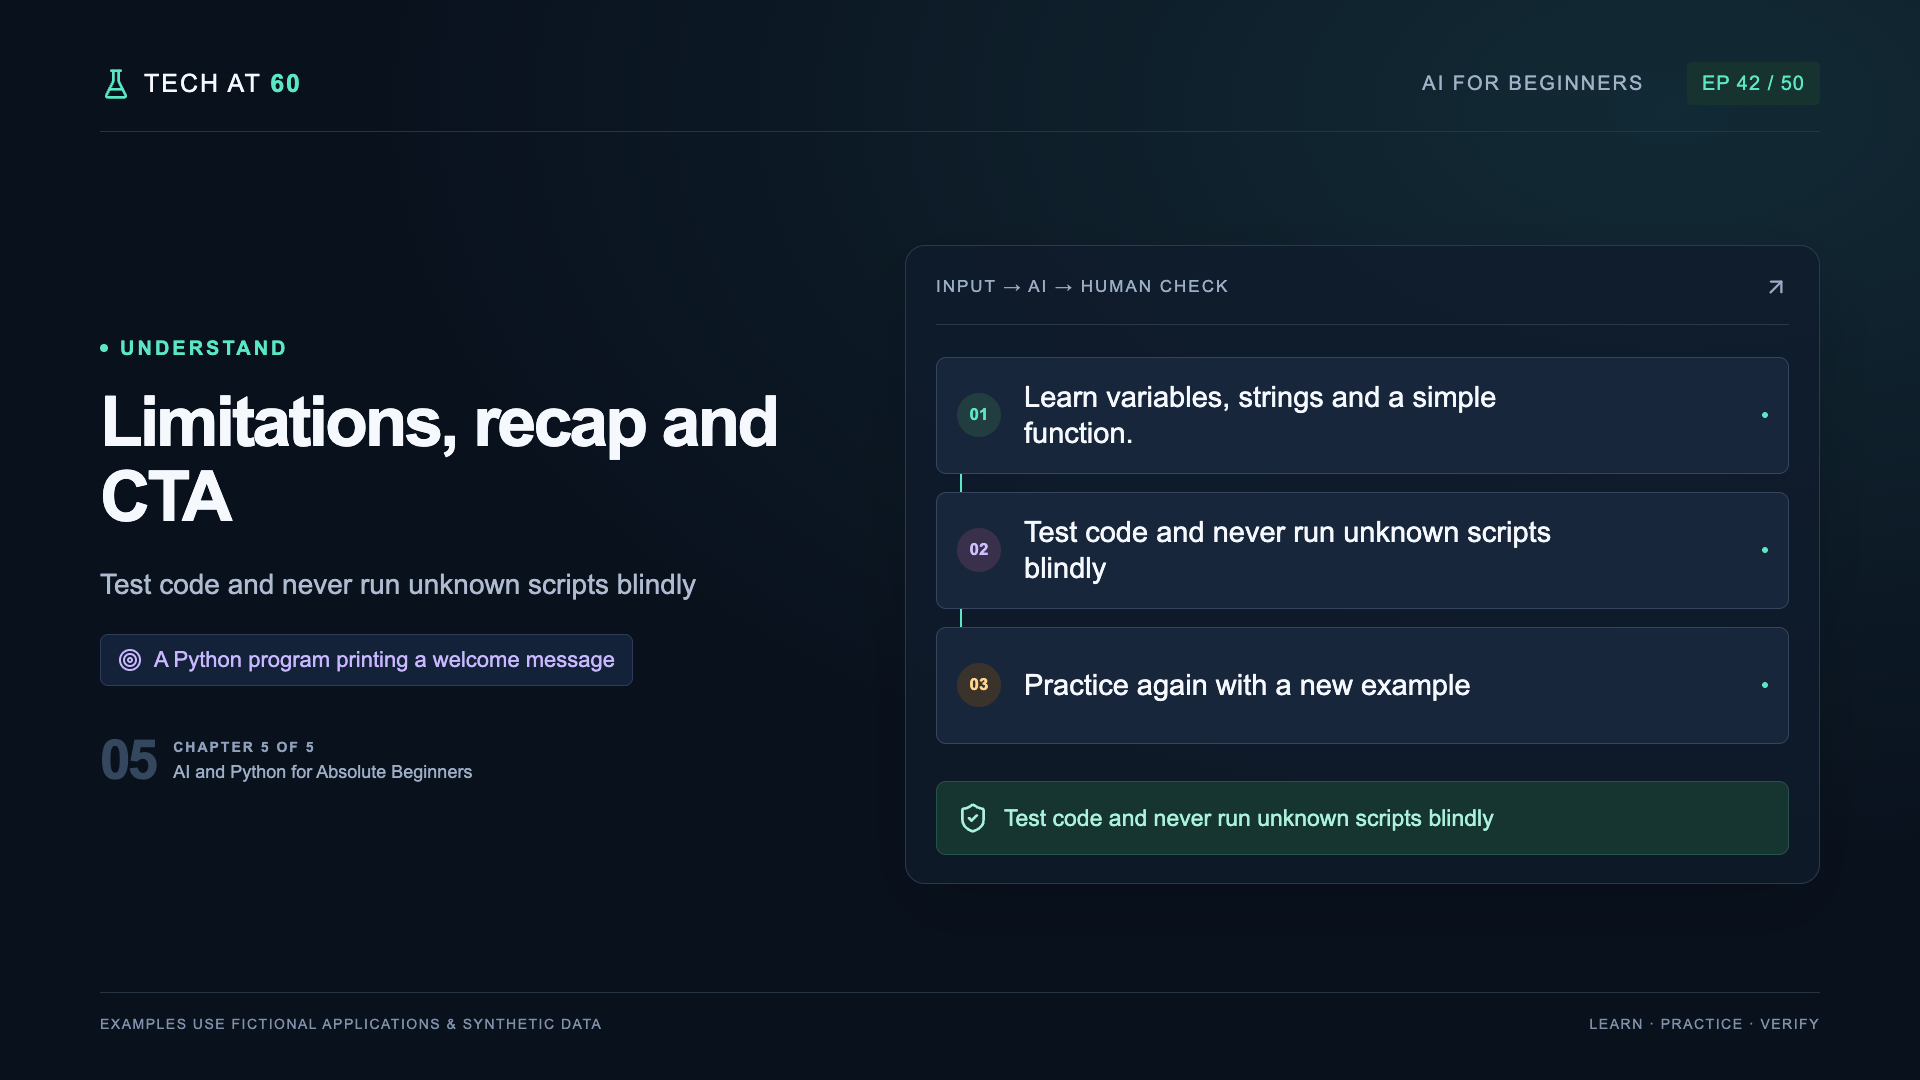 TECH AT 60
AI FOR BEGINNERS
EP 42 / 50
UNDERSTAND
Limitations, recap and
CTA
Test code and never run unknown scripts blindly
A Python program printing a welcome message
05
CHAPTER 5 OF 5
AI and Python for Absolute Beginners
INPUT → AI → HUMAN CHECK
01
Learn variables, strings and a simple
function.
02
Test code and never run unknown scripts
blindly
03
Practice again with a new example
Test code and never run unknown scripts blindly
EXAMPLES USE FICTIONAL APPLICATIONS & SYNTHETIC DATA
LEARN · PRACTICE · VERIFY